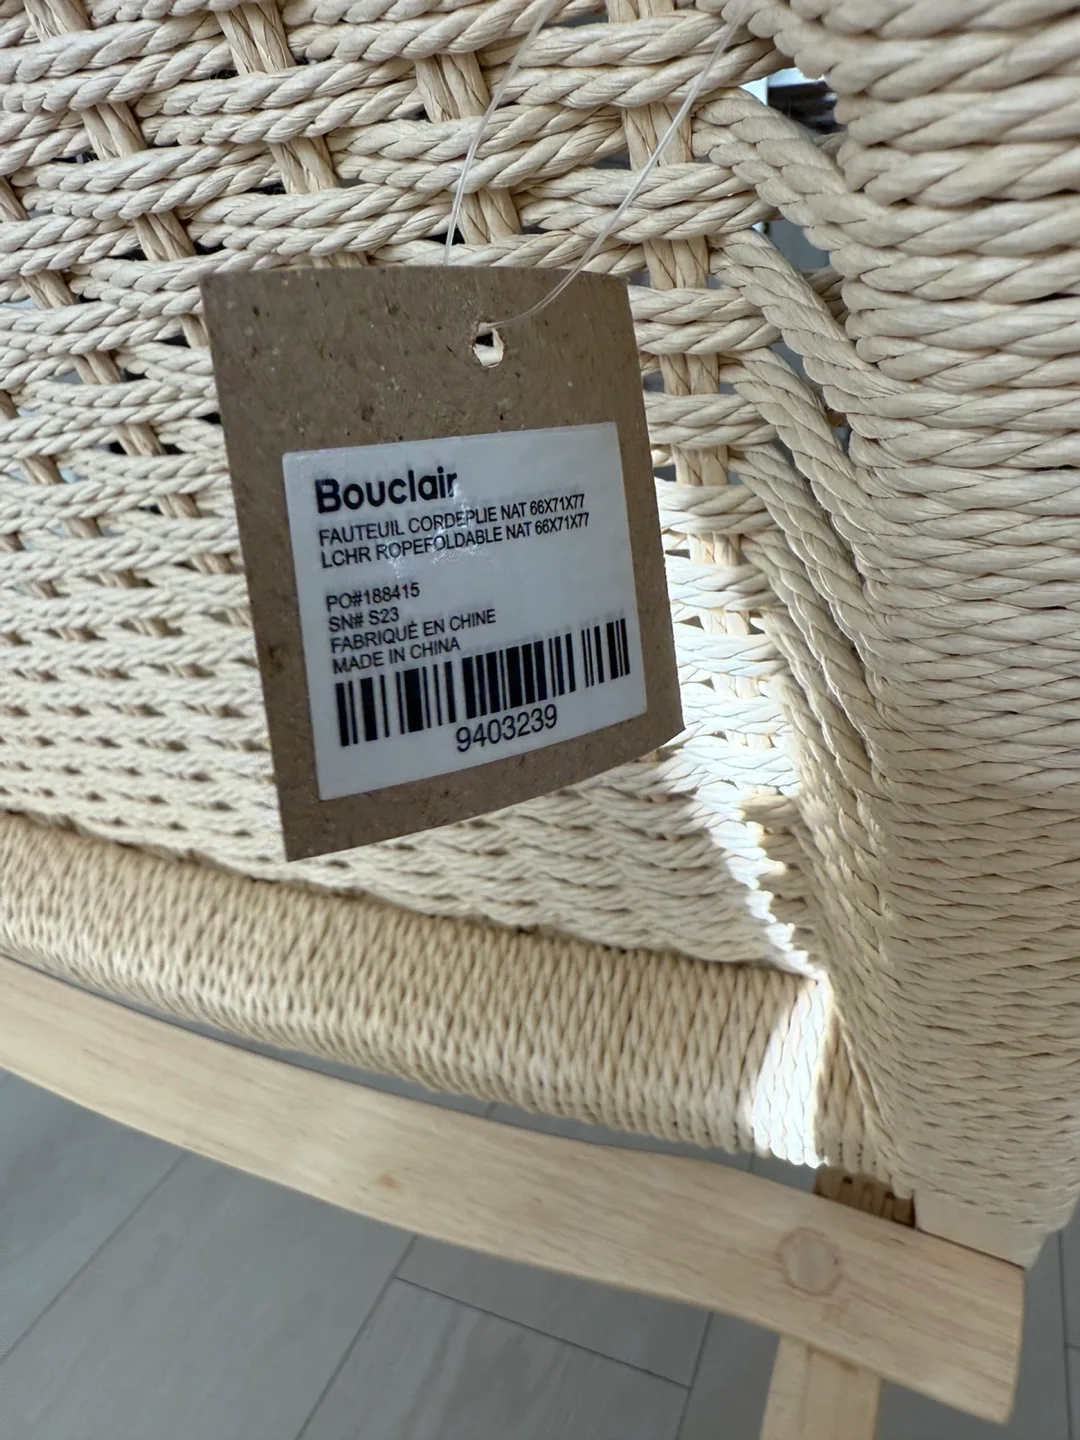 Bouclair
FAUTEUIL CORDEPLIE NAT 66X71X77
LCHR ROPEFOLDABLE NAT 66X71X77
PO#188415
SN# S23
FABRIQUÉ EN CHINE
MADE IN CHINA
9403239